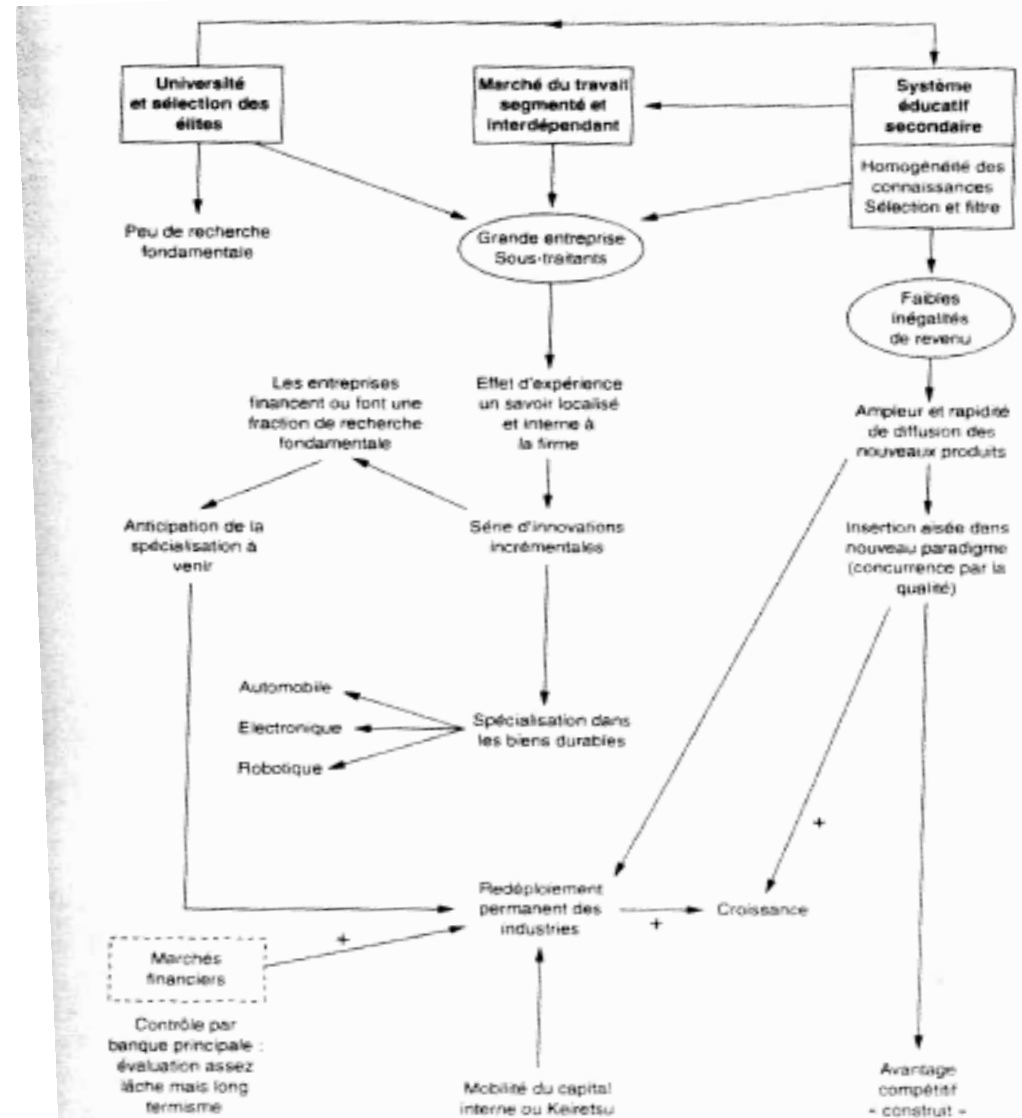 Université
et sélection des
élites
Marché du travail
segmenté et
interdépendant
Système
éducatif
secondaire
Homogénéité des
connaissances
Sélection et filtre
Peu de recherche
fondamentale
Grande entreprise
Sous-traitants
Faibles
inégalités
de revenu
Les entreprises
financent ou font une
fraction de recherche
fondamentale
Effet d'expérience
un savoir localisé
et interne à
la firme
Ampleur et rapidité
de diffusion des
nouveaux produits
Anticipation de la
spécialisation à
venir
Série d'innovations
incrémentales
Insertion aisée dans
nouveau paradigme
(concurrence par la
qualité)
Automobile
Electronique
Robotique
Spécialisation dans
les biens durables
+
Redéploiement
permanent des
industries
+
Croissance
+
Marchés
financiers
Contrôle par
banque principale :
évaluation assez
lâche mais long
termisme
Mobilité du capital
interne ou Keiretsu
Avantage
compétitif
- construit -